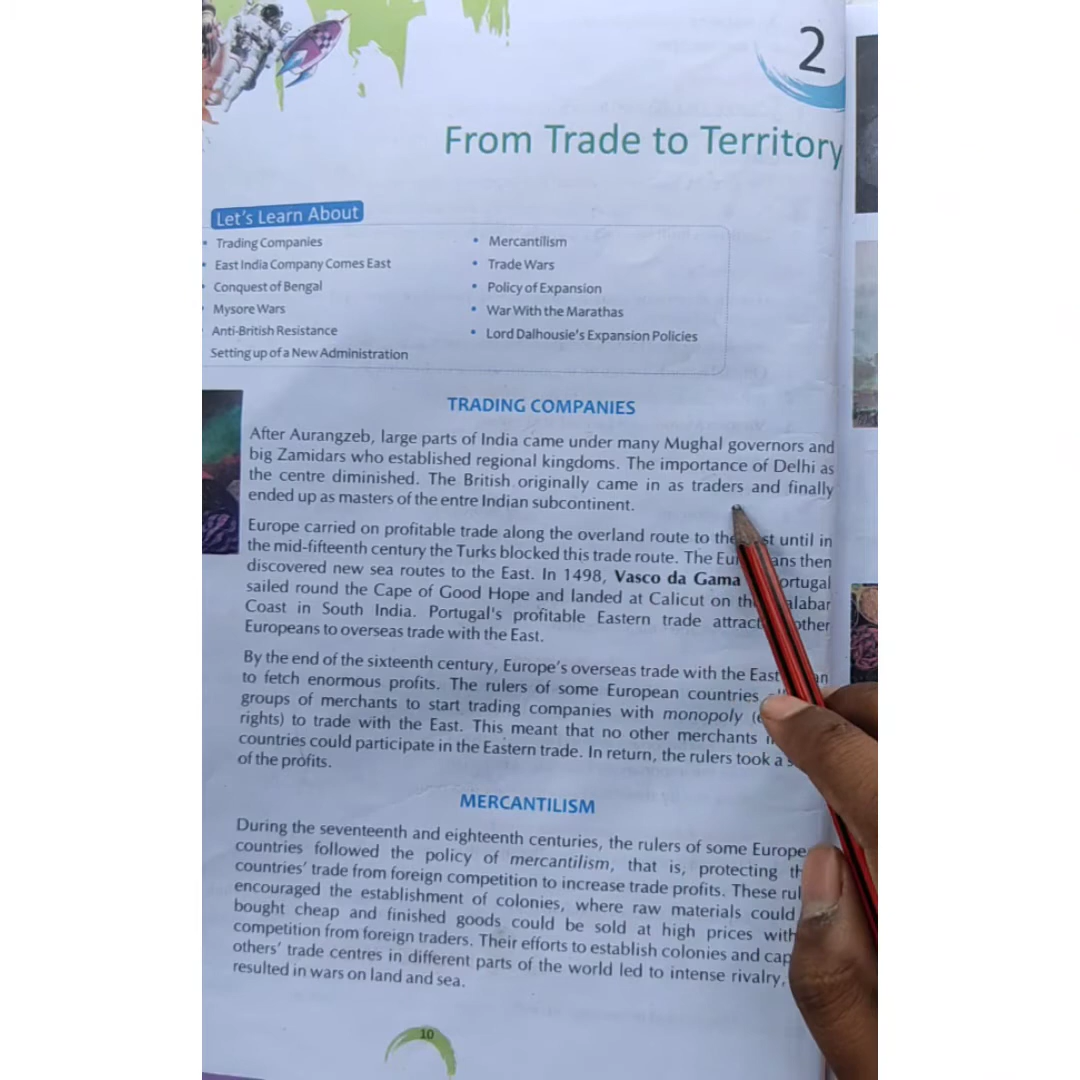 2
From Trade to Territory
Let's Learn About
• Trading Companies
• East India Company Comes East
• Conquest of Bengal
• Mysore Wars
• Anti-British Resistance
Setting up of a New Administration
• Mercantilism
• Trade Wars
• Policy of Expansion
• War With the Marathas
• Lord Dalhousie's Expansion Policies
TRADING COMPANIES
After Aurangzeb, large parts of India came under many Mughal governors and
big Zamidars who established regional kingdoms. The importance of Delhi as
the centre diminished. The British originally came in as traders and finally
ended up as masters of the entre Indian subcontinent.
Europe carried on profitable trade along the overland route to the until in
the mid-fifteenth century the Turks blocked this trade route. The then
discovered new sea routes to the East. In 1498, Vasco da Gama
sailed round the Cape of Good Hope and landed at Calicut on
Coast in South India. Portugal's profitable Eastern trade other
Europeans to overseas trade with the East.
By the end of the sixteenth century, Europe's overseas trade with the East
to fetch enormous profits. The rulers of some European countries
groups of merchants to start trading companies with monopoly
rights) to trade with the East. This meant that no other merchants
countries could participate in the Eastern trade. In return, the rulers took a
of the profits.
MERCANTILISM
During the seventeenth and eighteenth centuries, the rulers of some
countries followed the policy of mercantilism, that is, protecting
countries' trade from foreign competition to increase trade profits. These
encouraged the establishment of colonies, where raw materials could
bought cheap and finished goods could be sold at high prices
competition from foreign traders. Their efforts to establish colonies and
others' trade centres in different parts of the world led to intense rivalry,
resulted in wars on land and sea.
10